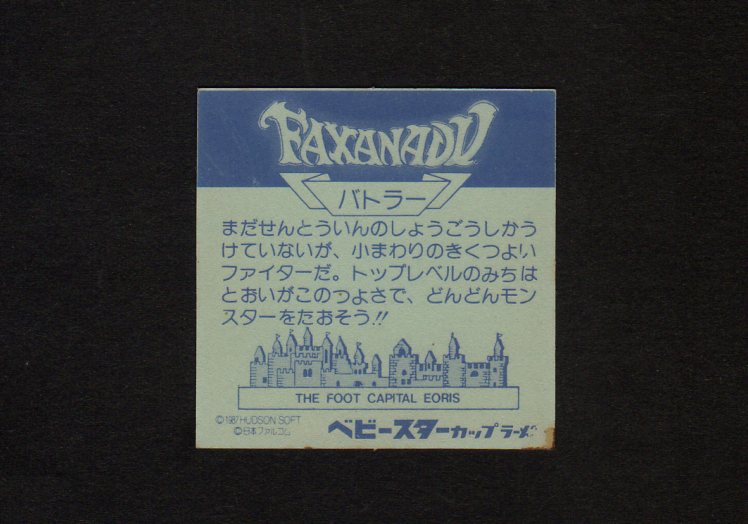 FAXANADU
バトラー
まだせんとういんのしょうごうしかう
けていないが、小まわりのきくつよい
ファイターだ。トップレベルのみちは
とおいがこのつよさで、どんどんモン
スターをたおそう!!
THE FOOT CAPITAL EORIS
©1987 HUDSON SOFT
©日本ファルコム
ベビースターカップラーメン